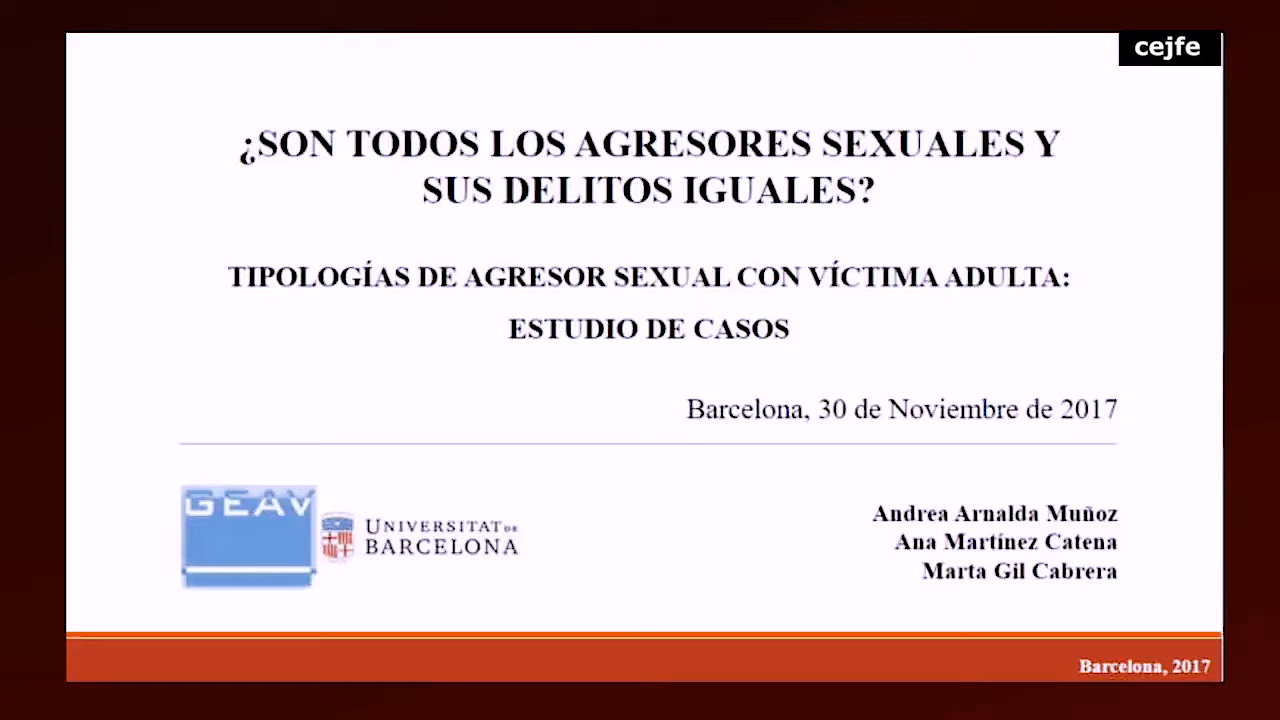 cejfe
¿SON TODOS LOS AGRESORES SEXUALES Y
SUS DELITOS IGUALES?
TIPOLOGÍAS DE AGRESOR SEXUAL CON VÍCTIMA ADULTA:
ESTUDIO DE CASOS
Barcelona, 30 de Noviembre de 2017
GEAV
UNIVERSITAT DE
BARCELONA
Andrea Arnalda Muñoz
Ana Martínez Catena
Marta Gil Cabrera
Barcelona, 2017